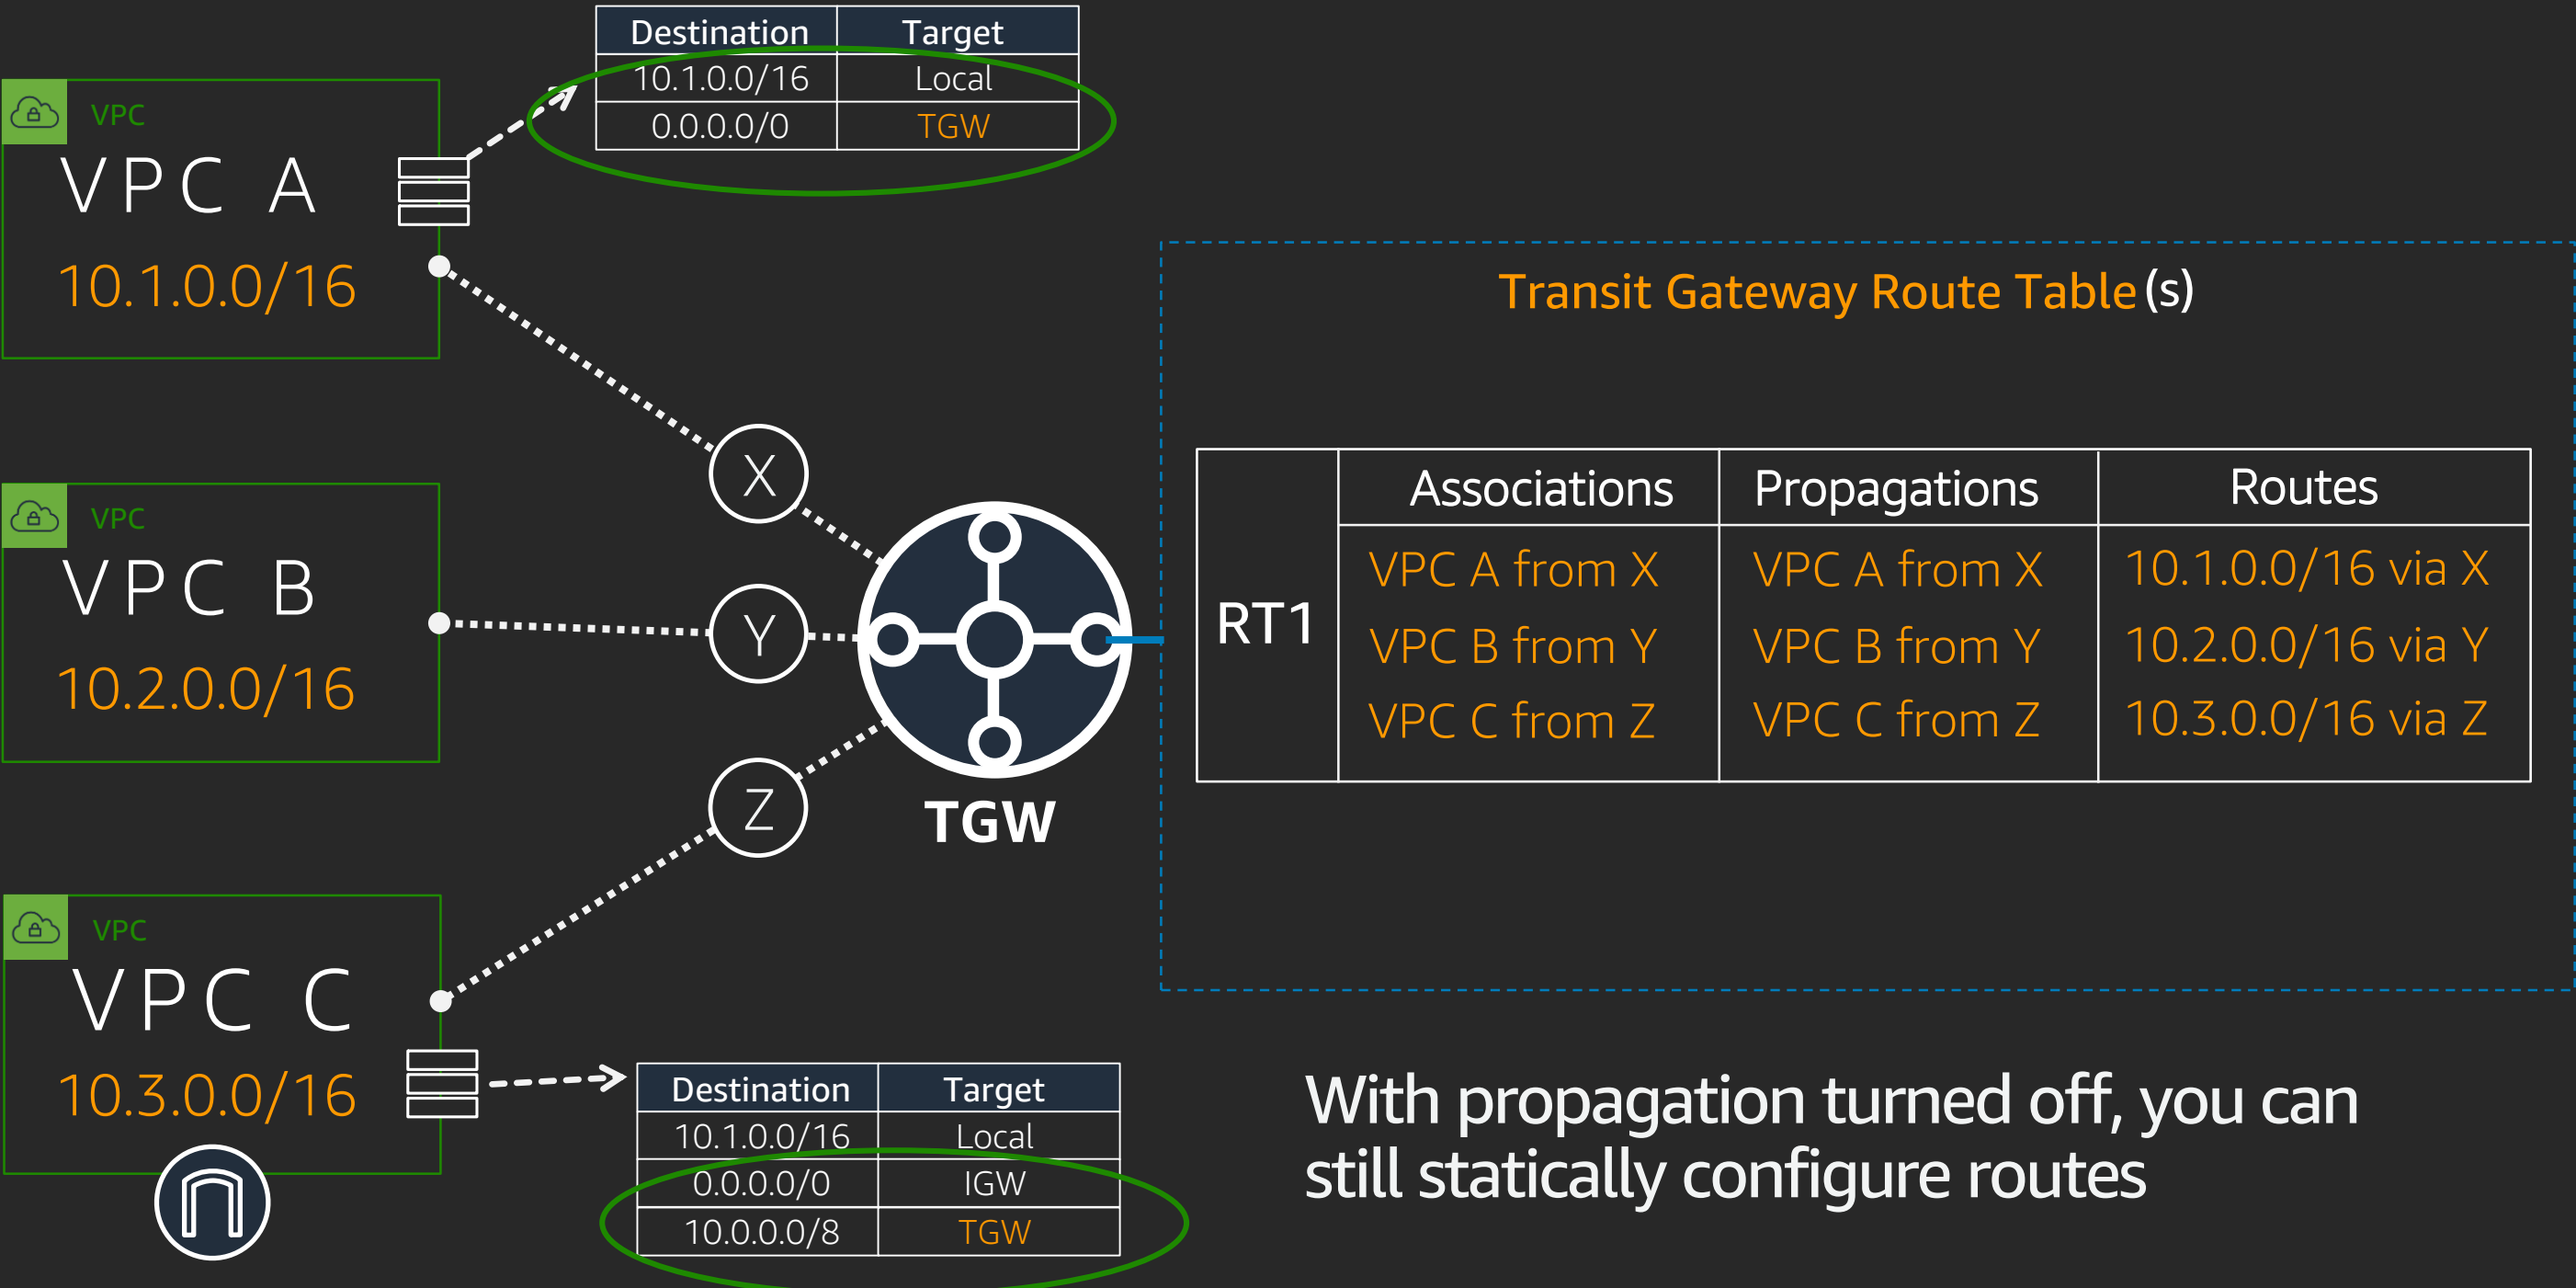 Destination Target
10.1.0.0/16 Local
0.0.0.0/0 TGW
VPC
VPC A
10.1.0.0/16
VPC
VPC B
10.2.0.0/16
VPC
VPC C
10.3.0.0/16
X
Y
Z
TGW
Destination Target
10.1.0.0/16 Local
0.0.0.0/0 IGW
10.0.0.0/8 TGW
Transit Gateway Route Table(s)
RT1
Associations Propagations Routes
VPC A from X VPC A from X 10.1.0.0/16 via X
VPC B from Y VPC B from Y 10.2.0.0/16 via Y
VPC C from Z VPC C from Z 10.3.0.0/16 via Z
With propagation turned off, you can
still statically configure routes